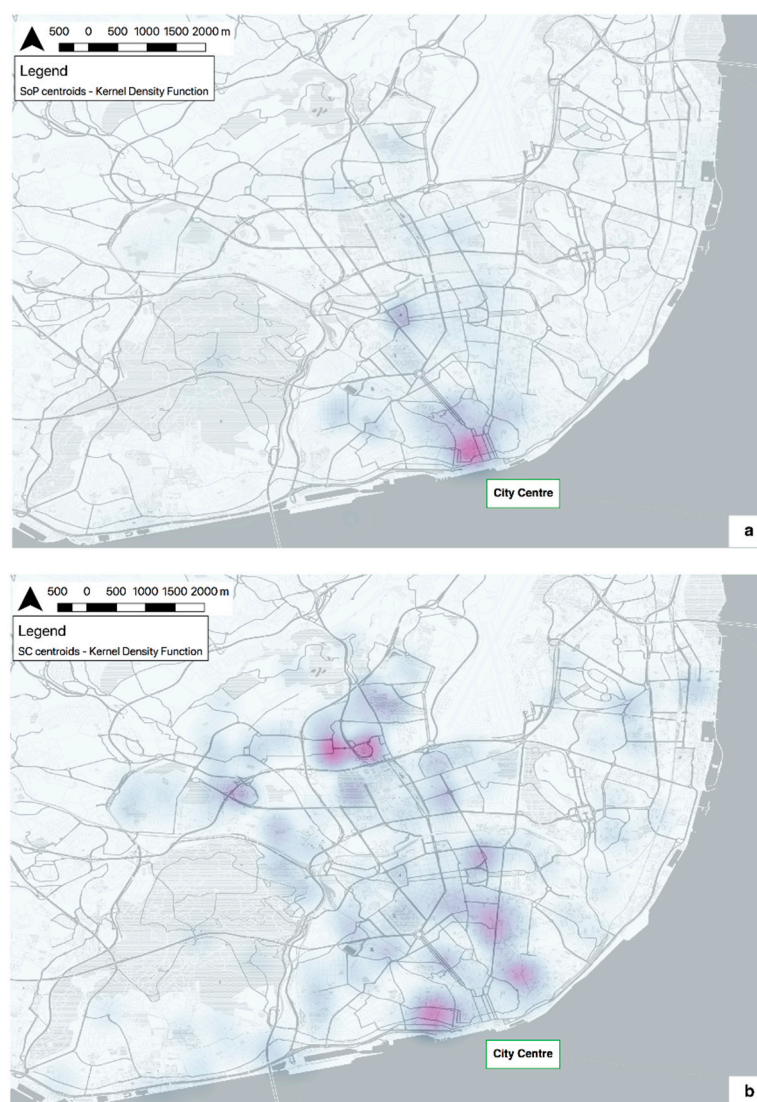 500 0 500 1000 1500 2000 m
Legend
SoP centroids - Kernel Density Function
City Centre
a
500 0 500 1000 1500 2000 m
Legend
SC centroids - Kernel Density Function
City Centre
b